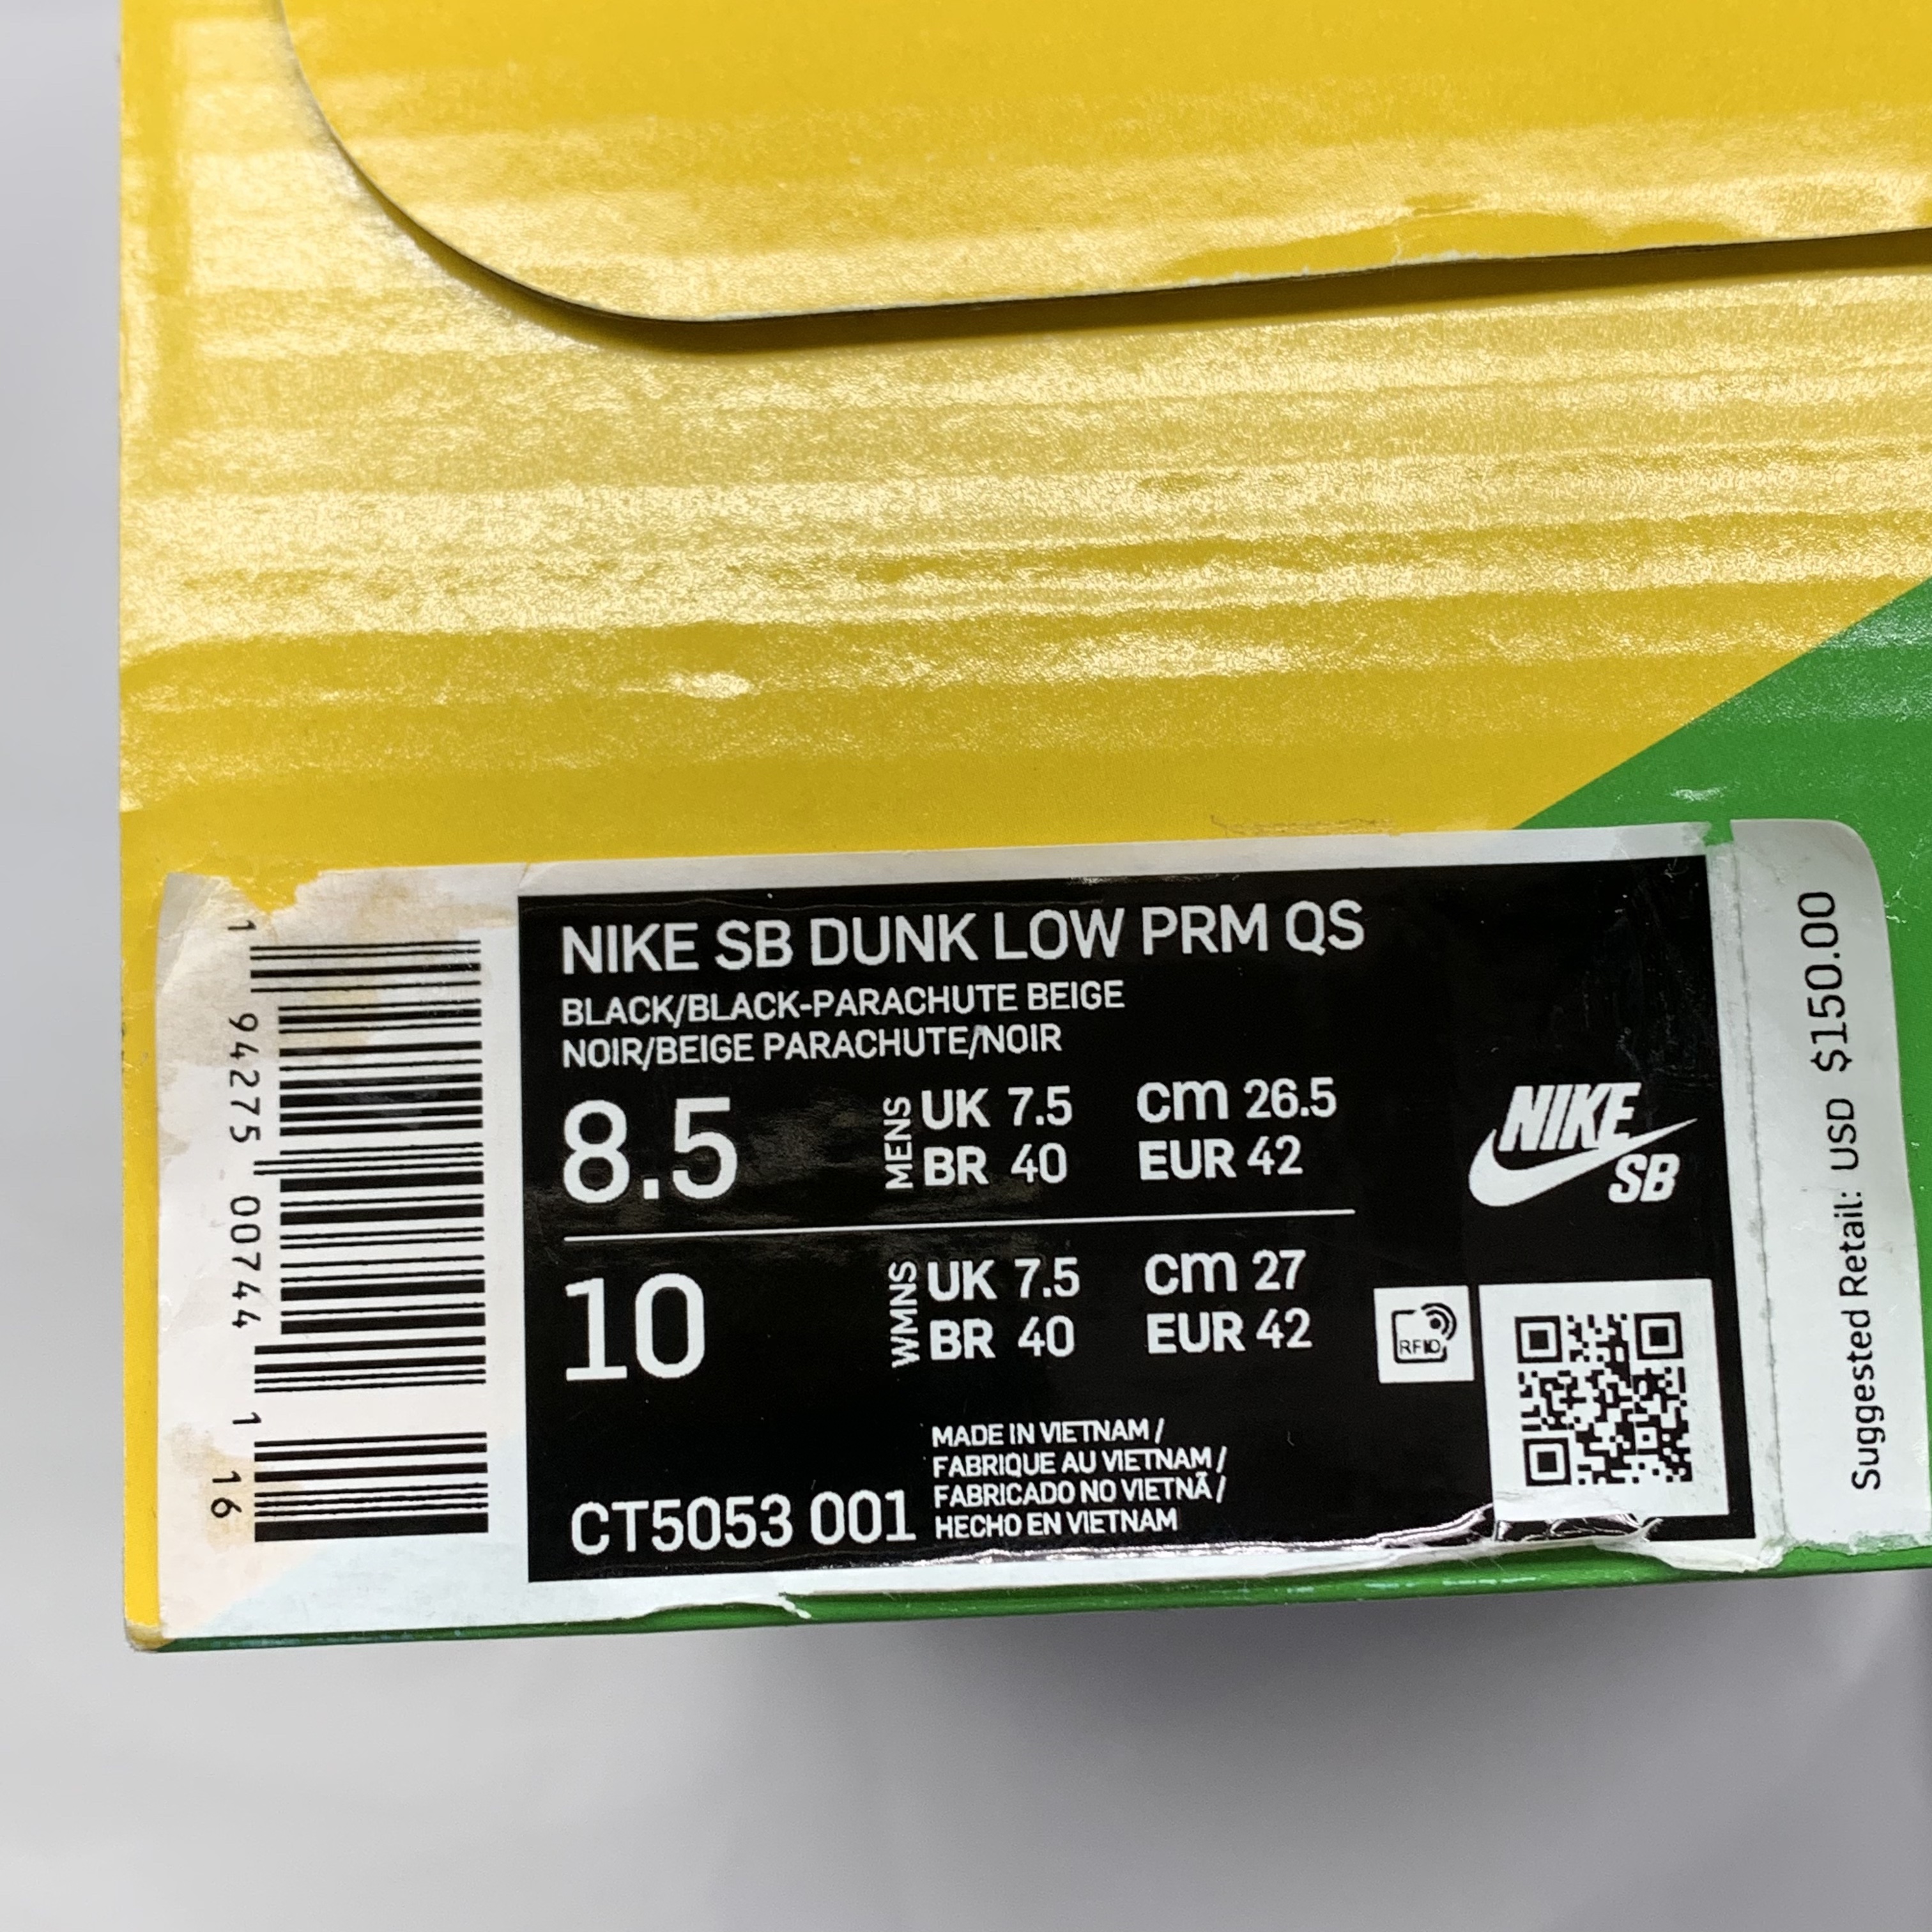 NIKE SB DUNK LOW PRM QS
BLACK/BLACK-PARACHUTE BEIGE
NOIR/BEIGE PARACHUTE/NOIR
8.5 MENS UK 7.5 cm 26.5
BR 40 EUR 42
10 WMNS UK 7.5 cm 27
BR 40 EUR 42
NIKE
SB
RFID
MADE IN VIETNAM /
FABRIQUE AU VIETNAM /
FABRICADO NO VIETNÃ /
HECHO EN VIETNAM
CT5053 001
1 94275 00744 1 16
Suggested Retail: USD $150.00